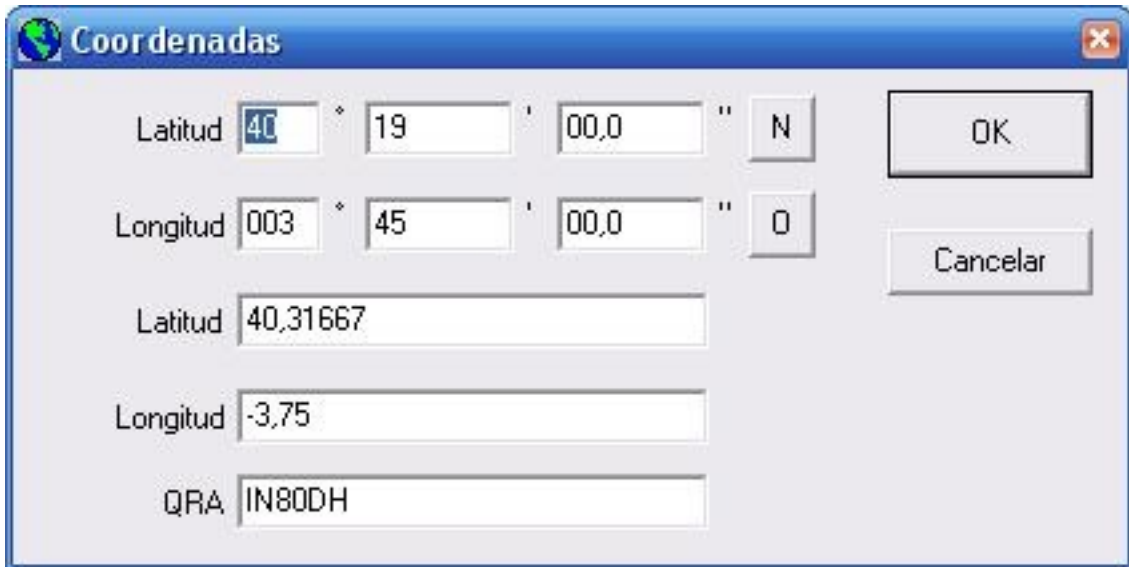 Coordenadas
Latitud 40 ° 19 ' 00,0 " N OK
Longitud 003 ° 45 ' 00,0 " O
Cancelar
Latitud 40,31667
Longitud -3,75
QRA IN80DH